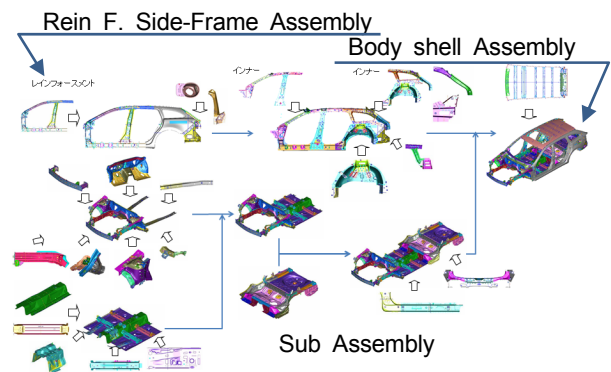 Rein F. Side-Frame Assembly
Body shell Assembly
レインフォースメント
インナー
インナー
Sub Assembly